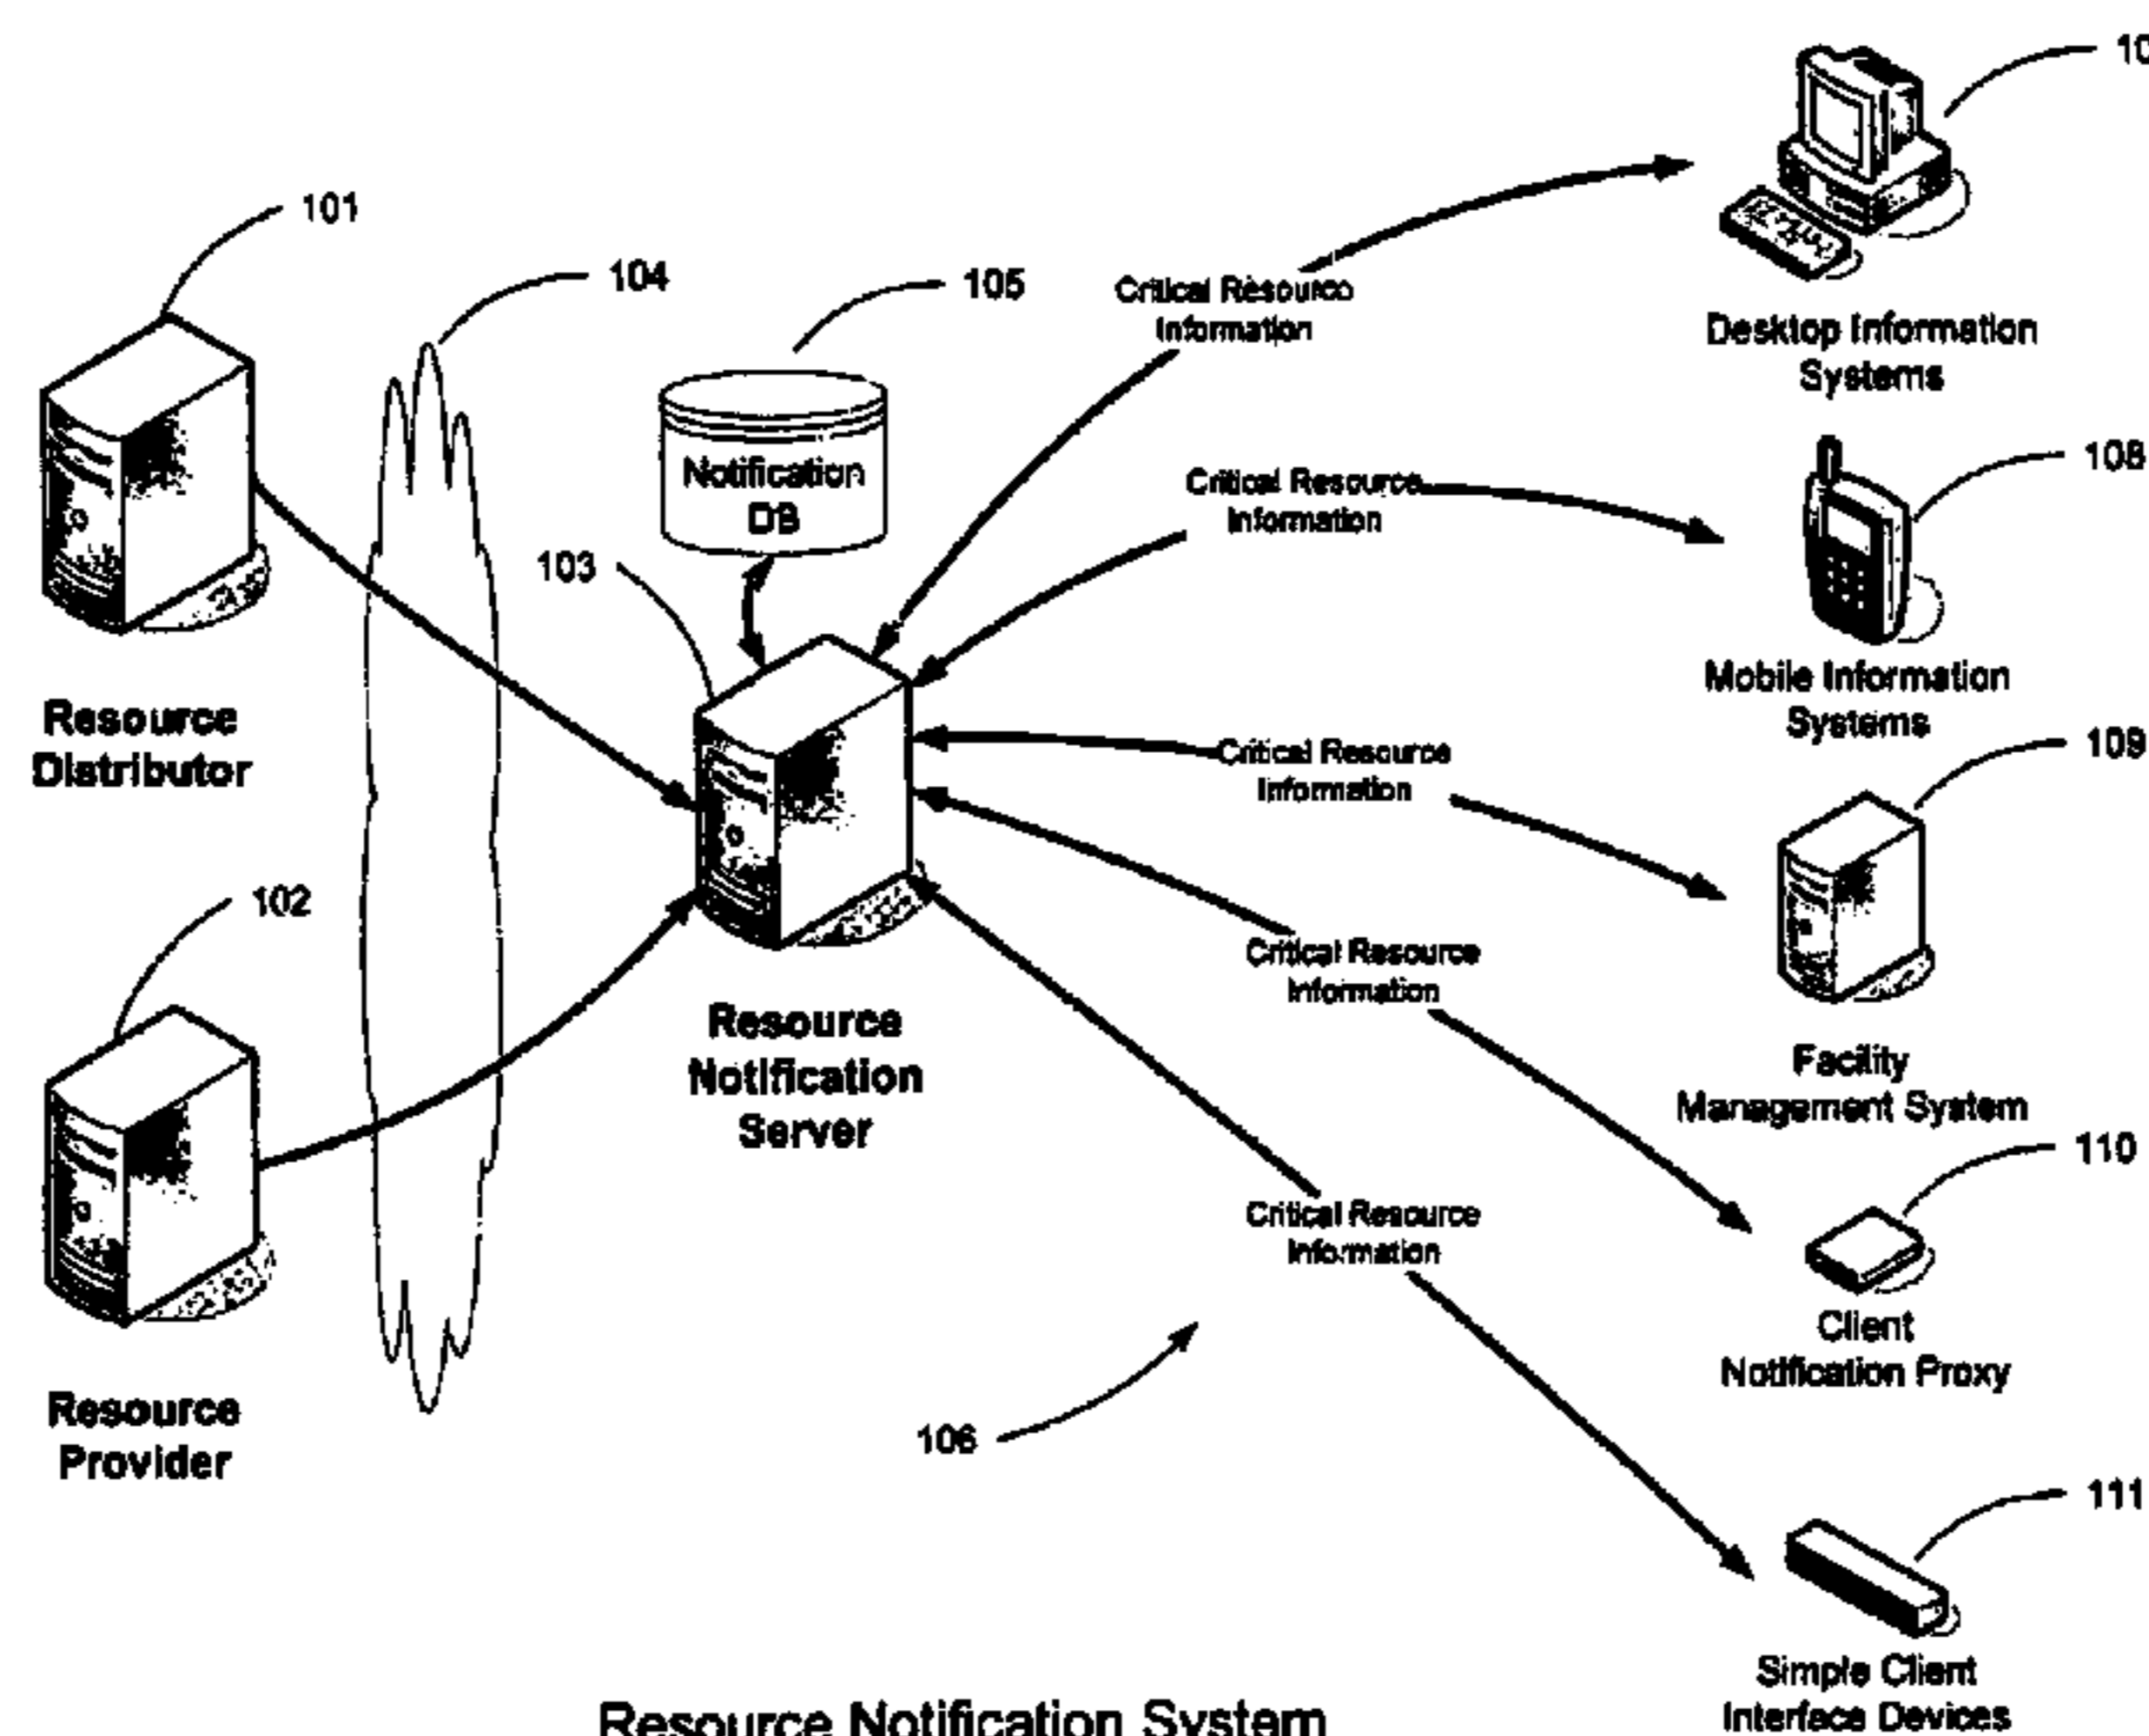 10
101
104
105
Critical Resource
Information
Desktop Information
Systems
Notification
DB
Critical Resource
Information
108
103
Mobile Information
Systems
Resource
Distributor
Critical Resource
Information
109
102
Critical Resource
Information
Resource
Notification
Server
Facility
Management System
110
Critical Resource
Information
Client
Notification Proxy
Resource
Provider
106
111
Simple Client
Interface Devices
Resource Notification System